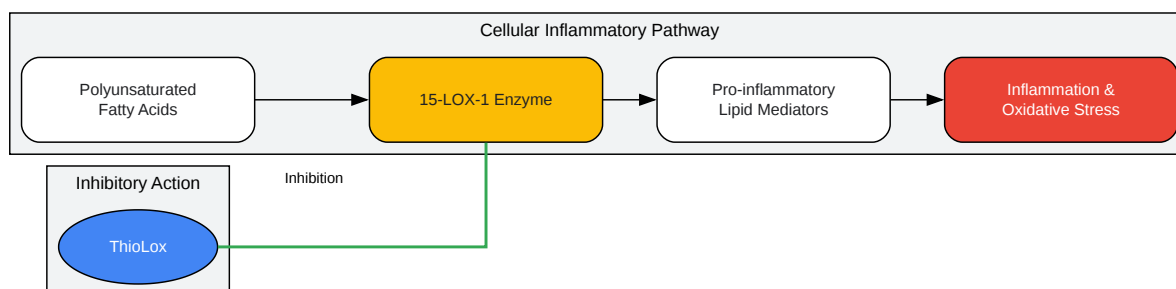 Cellular Inflammatory Pathway
Polyunsaturated
Fatty Acids
15-LOX-1 Enzyme
Pro-inflammatory
Lipid Mediators
Inflammation &
Oxidative Stress
Inhibitory Action
Inhibition
ThioLox